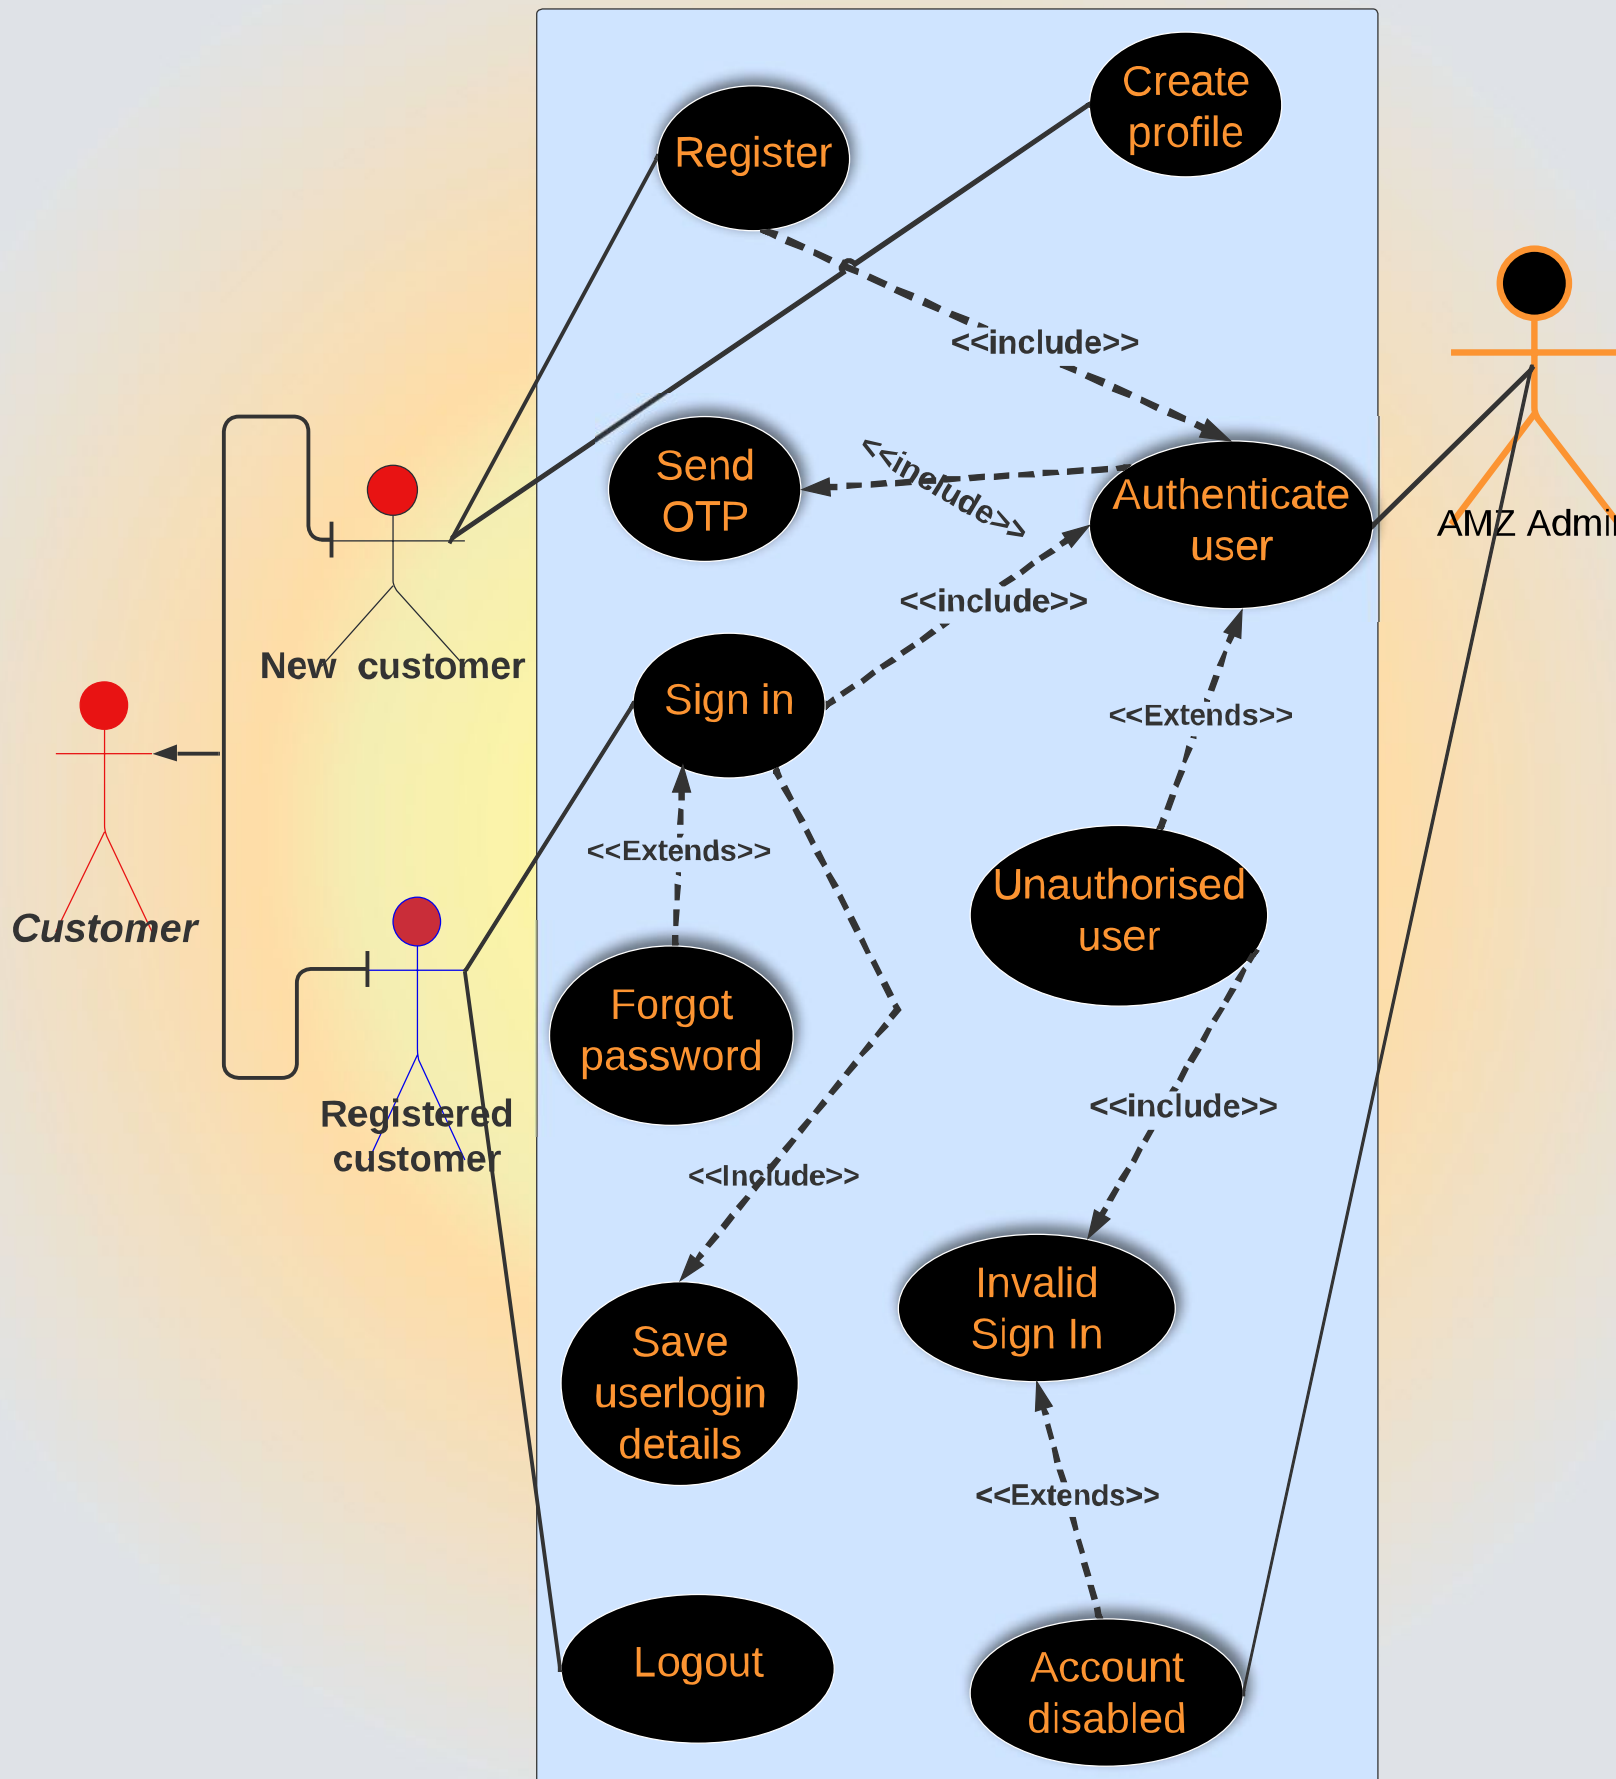 Create
profile
Register
<<include>>
Send
OTP
<<include>>
Authenticate
user
AMZ Admin
<<include>>
New customer
Sign in
<<Extends>>
<<Extends>>
Customer
Unauthorised
user
Forgot
password
Registered
customer
<<include>>
<<Include>>
Invalid
Sign In
Save
userlogin
details
<<Extends>>
Logout
Account
disabled